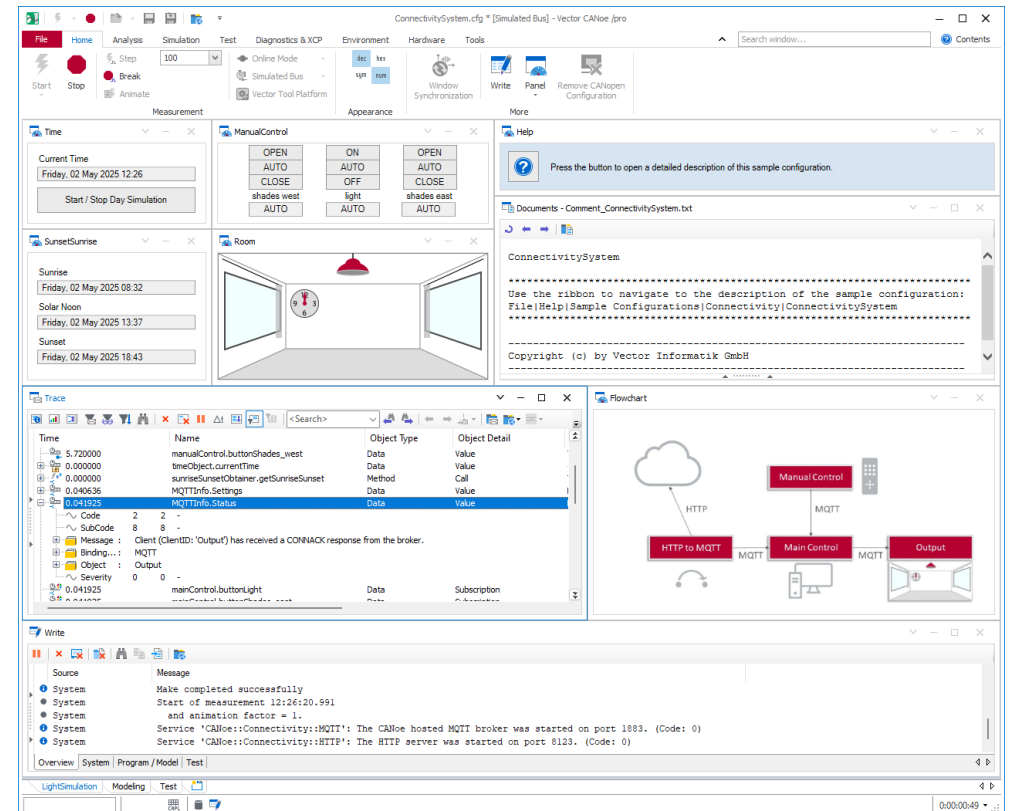 ConnectivitySystem.cfg * [Simulated Bus] - Vector CANoe /pro
File Home Analysis Simulation Test Diagnostics & XCP Environment Hardware Tools Search window... Contents
Start Stop Step Break Animate 100 Online Mode Simulated Bus Vector Tool Platform dec hex sym num Window Synchronization Write Panel Remove CANopen Configuration
Measurement Appearance More
Time
Current Time
Friday, 02 May 2025 12:26
Start / Stop Day Simulation
ManualControl
OPEN ON OPEN
AUTO AUTO AUTO
CLOSE OFF CLOSE
shades west light shades east
AUTO AUTO AUTO
Help
Press the button to open a detailed description of this sample configuration.
SunsetSunrise
Sunrise
Friday, 02 May 2025 08:32
Solar Noon
Friday, 02 May 2025 13:37
Sunset
Friday, 02 May 2025 18:43
Room
9 3
6
Documents - Comment_ConnectivitySystem.txt
ConnectivitySystem
****************************************************************
Use the ribbon to navigate to the description of the sample configuration:
File|Help|Sample Configurations|Connectivity|ConnectivitySystem
****************************************************************
----------------------------------------------------------------
Copyright (c) by Vector Informatik GmbH
----------------------------------------------------------------
Trace
<Search>
Time Name Object Type Object Detail
5.720000 manualControl.buttonShades_west Data Value
0.000000 timeObject.currentTime Data Value
0.000000 sunriseSunsetObtainer.getSunriseSunset Method Call
0.040636 MQTTInfo.Settings Data Value
0.041925 MQTTInfo.Status Data Value
Code 2 2 -
SubCode 8 8 -
Message : Client (ClientID: 'Output') has received a CONNACK response from the broker.
Binding... : MQTT
Object : Output
Severity 0 0 -
0.041925 mainControl.buttonLight Data Subscription
Flowchart
Manual Control
HTTP MQTT
HTTP to MQTT MQTT Main Control MQTT Output
Write
Source Message
System Make completed successfully
System Start of measurement 12:26:20.991
System and animation factor = 1.
System Service 'CANoe::Connectivity::MQTT': The CANoe hosted MQTT broker was started on port 1883. (Code: 0)
System Service 'CANoe::Connectivity::HTTP': The HTTP server was started on port 8123. (Code: 0)
Overview System Program / Model Test
LightSimulation Modeling Test
0:00:00:49